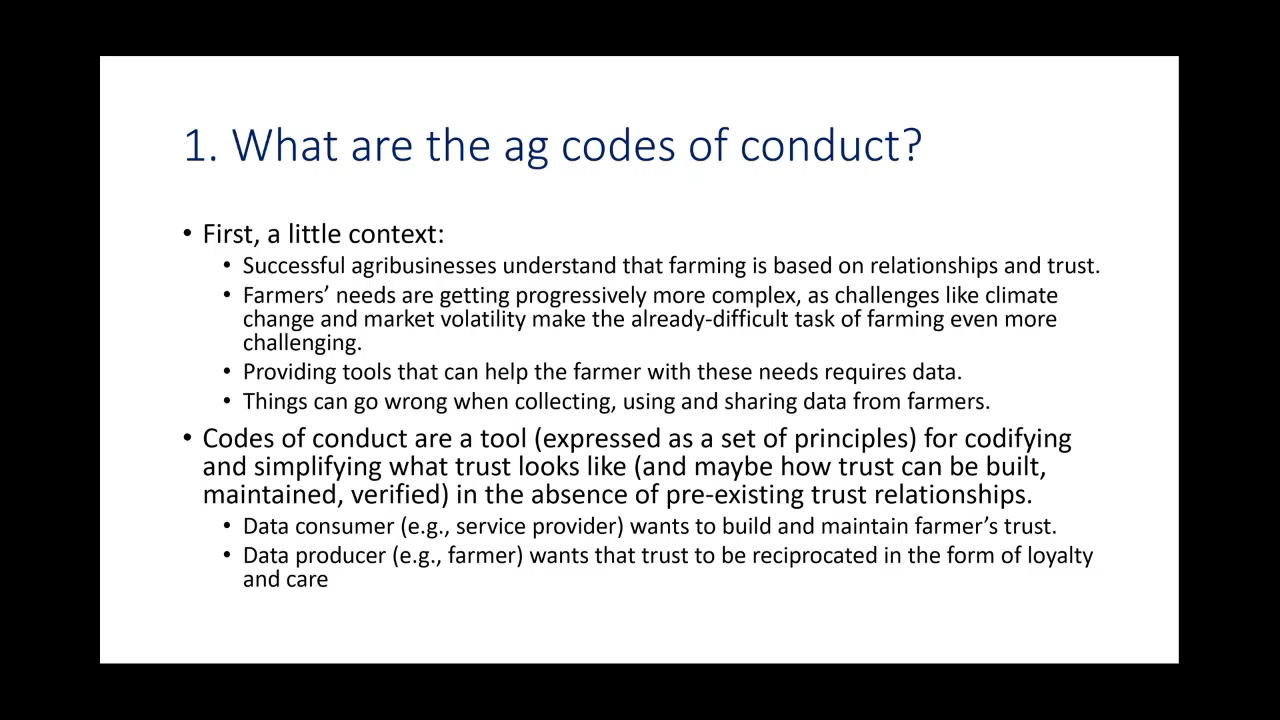 1. What are the ag codes of conduct?
• First, a little context:
• Successful agribusinesses understand that farming is based on relationships and trust.
• Farmers’ needs are getting progressively more complex, as challenges like climate
change and market volatility make the already-difficult task of farming even more
challenging.
• Providing tools that can help the farmer with these needs requires data.
• Things can go wrong when collecting, using and sharing data from farmers.
• Codes of conduct are a tool (expressed as a set of principles) for codifying
and simplifying what trust looks like (and maybe how trust can be built,
maintained, verified) in the absence of pre-existing trust relationships.
• Data consumer (e.g., service provider) wants to build and maintain farmer’s trust.
• Data producer (e.g., farmer) wants that trust to be reciprocated in the form of loyalty
and care